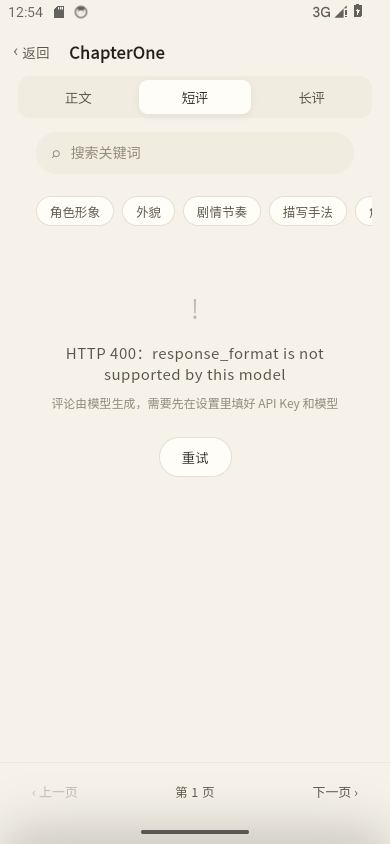 12:54
3G
‹ 返回
ChapterOne
正文
短评
长评
搜索关键词
角色形象
外貌
剧情节奏
描写手法
!
HTTP 400：response_format is not
supported by this model
评论由模型生成，需要先在设置里填好 API Key 和模型
重试
‹ 上一页
第 1 页
下一页 ›